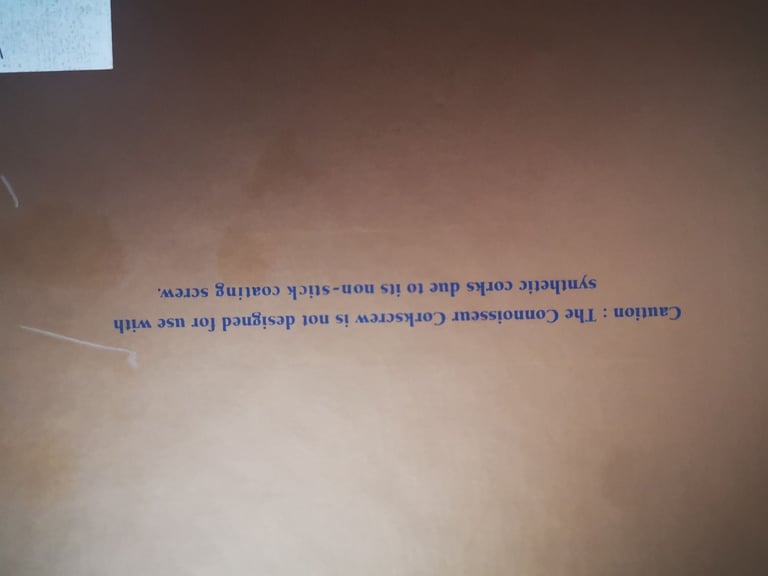 Caution : The Connoisseur Corkscrew is not designed for use with
synthetic corks due to its non-stick coating screw.